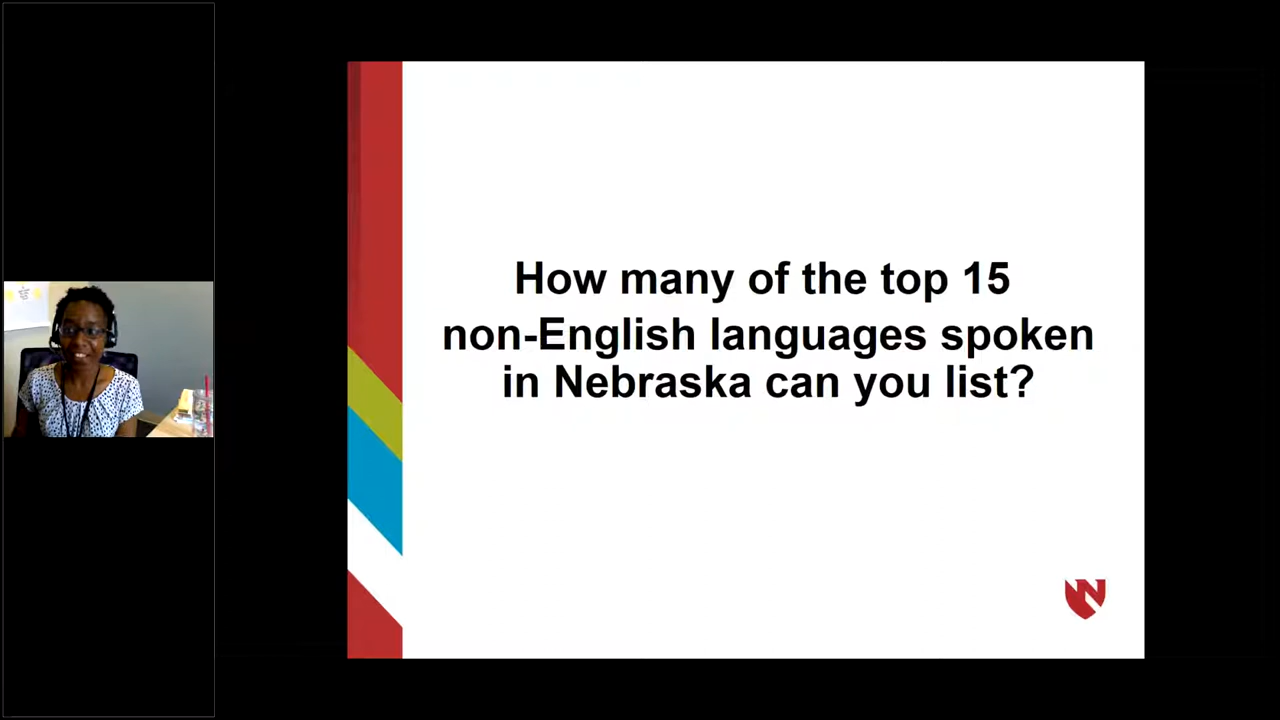 How many of the top 15
non-English languages spoken
in Nebraska can you list?